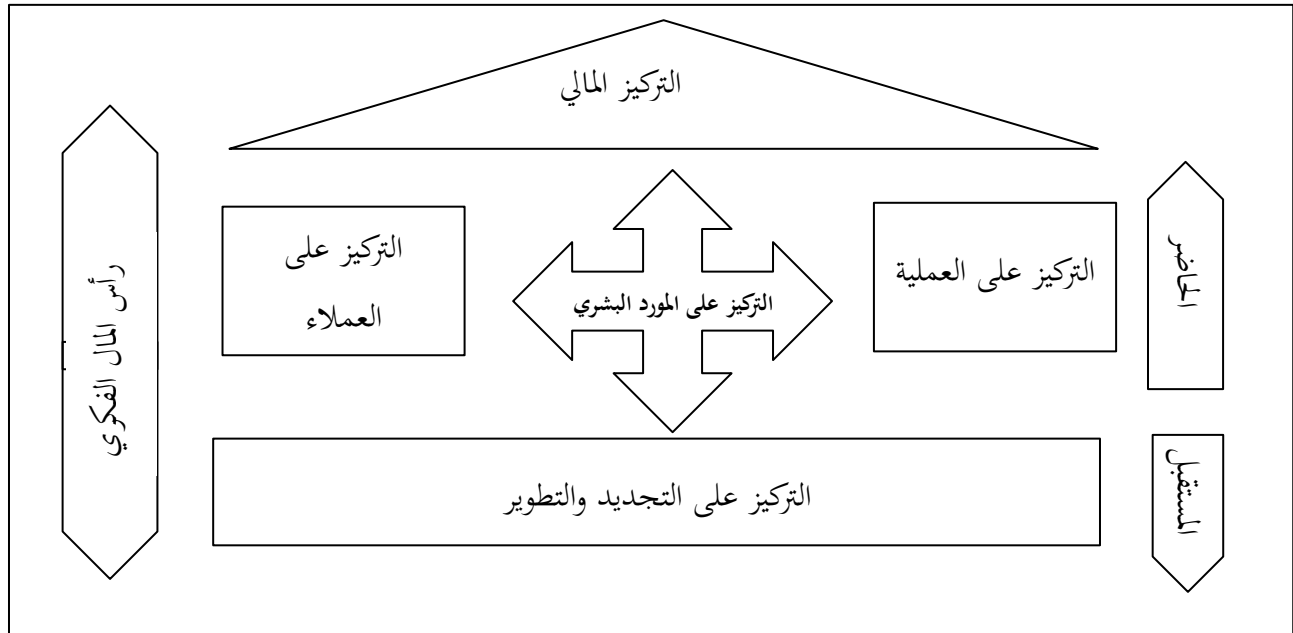 التركيز المالي
التركيز على العملية
التركيز على
العملاء
التركيز على المورد البشري
التركيز على التجديد والتطوير
الحاضر
المستقبل
رأس المال الفكري